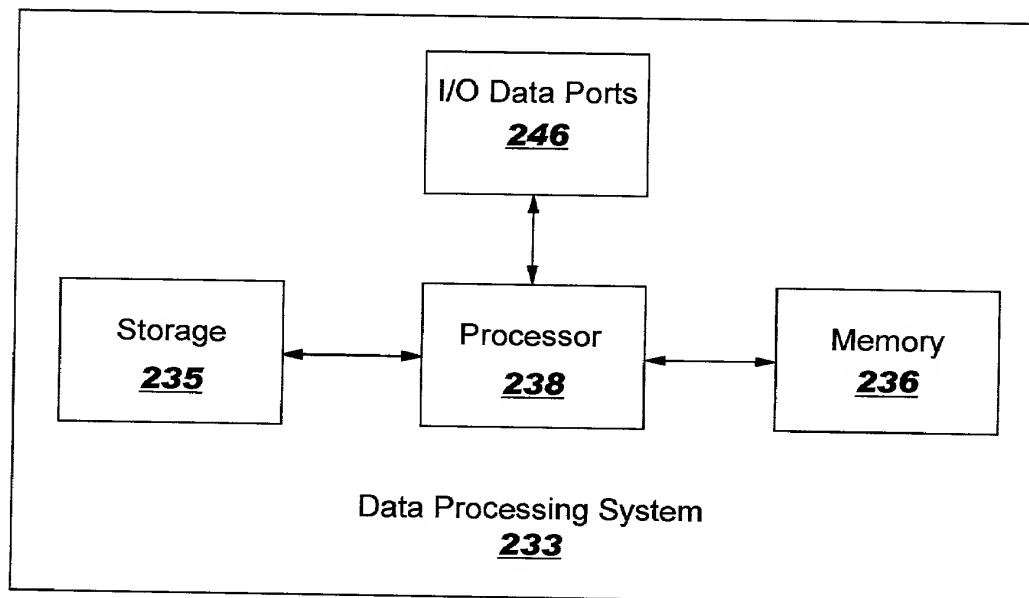 I/O Data Ports
246
Storage
235
Processor
238
Memory
236
Data Processing System
233